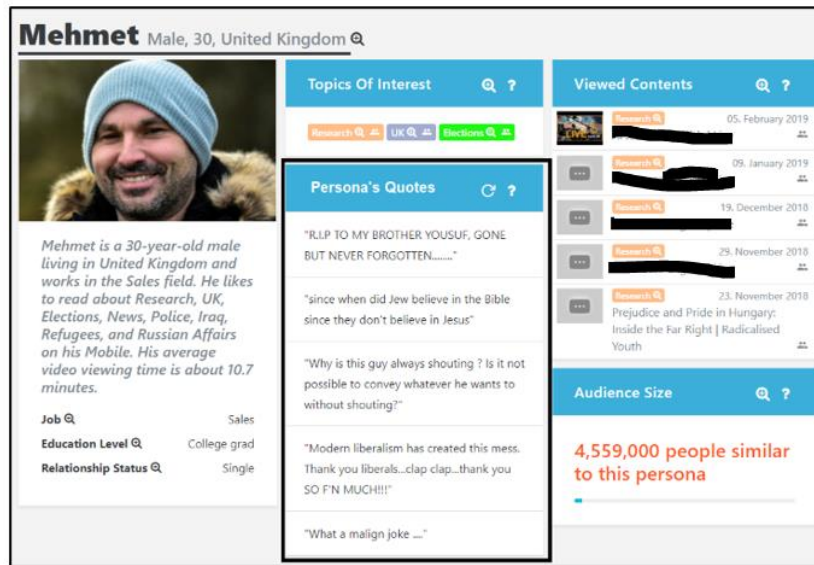 Mehmet Male, 30, United Kingdom
Mehmet is a 30-year-old male
living in United Kingdom and
works in the Sales field. He likes
to read about Research, UK,
Elections, News, Police, Iraq,
Refugees, and Russian Affairs
on his Mobile. His average
video viewing time is about 10.7
minutes.
Job Sales
Education Level College grad
Relationship Status Single
Topics Of Interest ?
Research UK Elections
Persona's Quotes ?
"R.I.P TO MY BROTHER YOUSUF, GONE
BUT NEVER FORGOTTEN........"
"since when did Jew believe in the Bible
since they don't believe in Jesus"
"Why is this guy always shouting ? Is it not
possible to convey whatever he wants to
without shouting?"
"Modern liberalism has created this mess.
Thank you liberals...clap clap...thank you
SO F'N MUCH!!!"
"What a malign joke ...."
Viewed Contents ?
LIVE
Research 05. February 2019
Research 09. January 2019
Research 19. December 2018
Research 29. November 2018
Research 23. November 2018
Prejudice and Pride in Hungary:
Inside the Far Right | Radicalised
Youth
Audience Size ?
4,559,000 people similar
to this persona